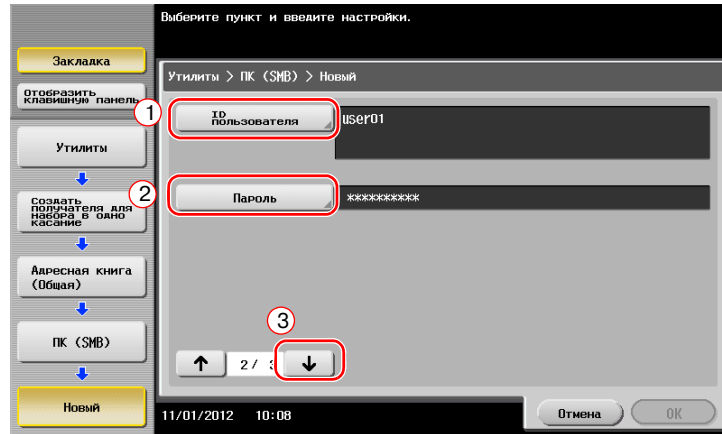 Выберите пункт и введите настройки.
Закладка
Отобразить
клавишную панель
Утилиты
Создать
получателя для
набора в одно
касание
Адресная книга
(Общая)
ПК (SMB)
Новый
Утилиты > ПК (SMB) > Новый
1
ID
пользователя
user01
2
Пароль
**********
3
↑ 2/ 3 ↓
11/01/2012 10:08
Отмена
OK